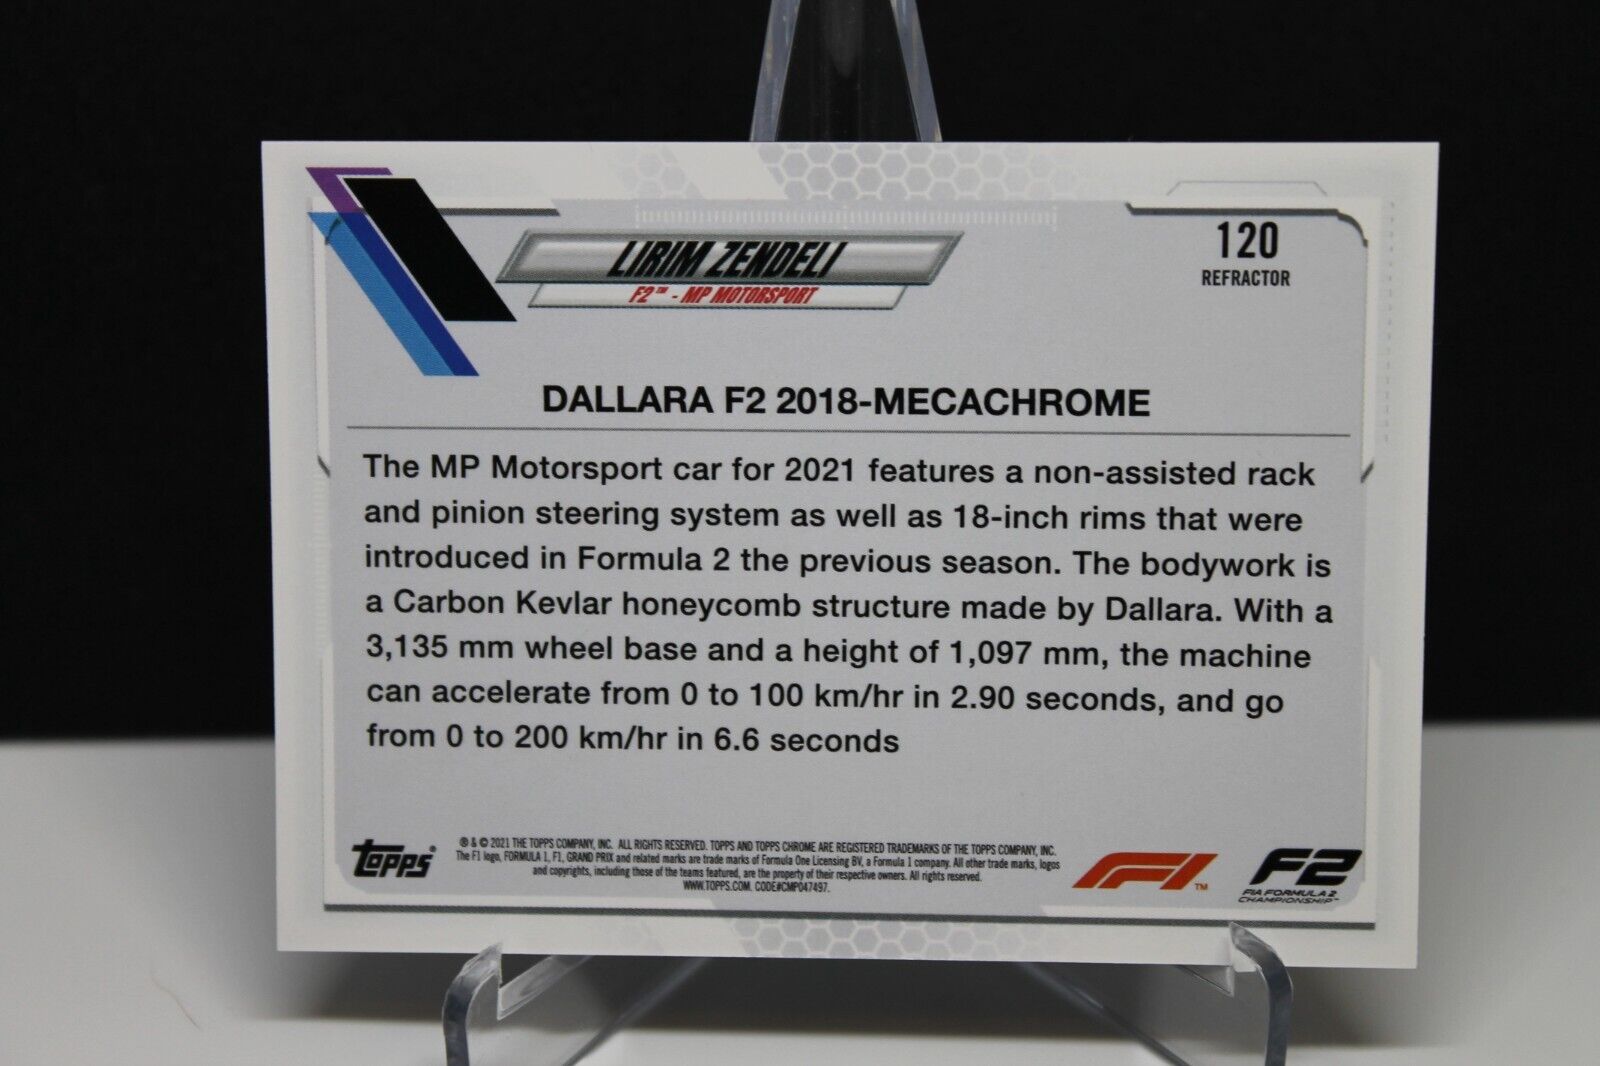 LIRIM ZENDELI
F2™ - MP MOTORSPORT
120
REFRACTOR
DALLARA F2 2018-MECACHROME
The MP Motorsport car for 2021 features a non-assisted rack
and pinion steering system as well as 18-inch rims that were
introduced in Formula 2 the previous season. The bodywork is
a Carbon Kevlar honeycomb structure made by Dallara. With a
3,135 mm wheel base and a height of 1,097 mm, the machine
can accelerate from 0 to 100 km/hr in 2.90 seconds, and go
from 0 to 200 km/hr in 6.6 seconds
topps®
® & © 2021 THE TOPPS COMPANY, INC. ALL RIGHTS RESERVED. TOPPS AND TOPPS CHROME ARE REGISTERED TRADEMARKS OF THE TOPPS COMPANY, INC.
The F1 logo, FORMULA 1, F1, GRAND PRIX and related marks are trade marks of Formula One Licensing BV, a Formula 1 company. All other trade marks, logos
and copyrights, including those of the teams featured, are the property of their respective owners. All rights reserved.
WWW.TOPPS.COM. CODE#CMP047497.
F1™
F2
FIA FORMULA 2
CHAMPIONSHIP™